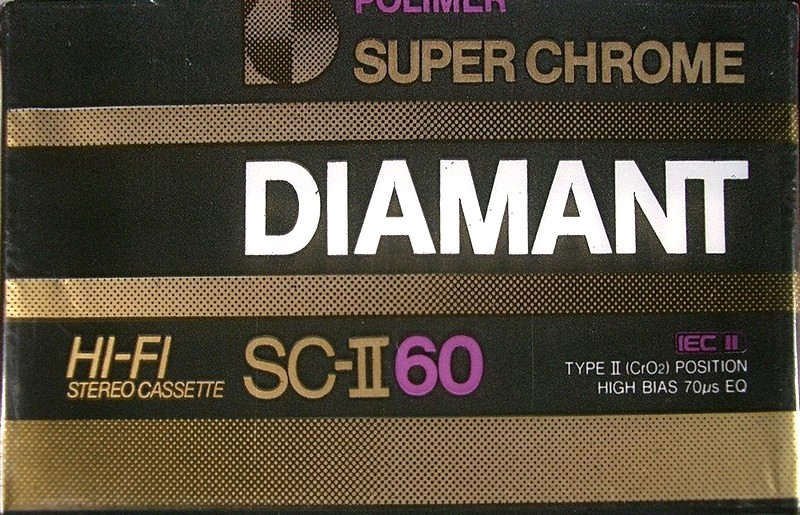 POLIMER
SUPER CHROME
DIAMANT
HI-FI
STEREO CASSETTE
SC-II 60
IEC II
TYPE II (CrO2) POSITION
HIGH BIAS 70µs EQ